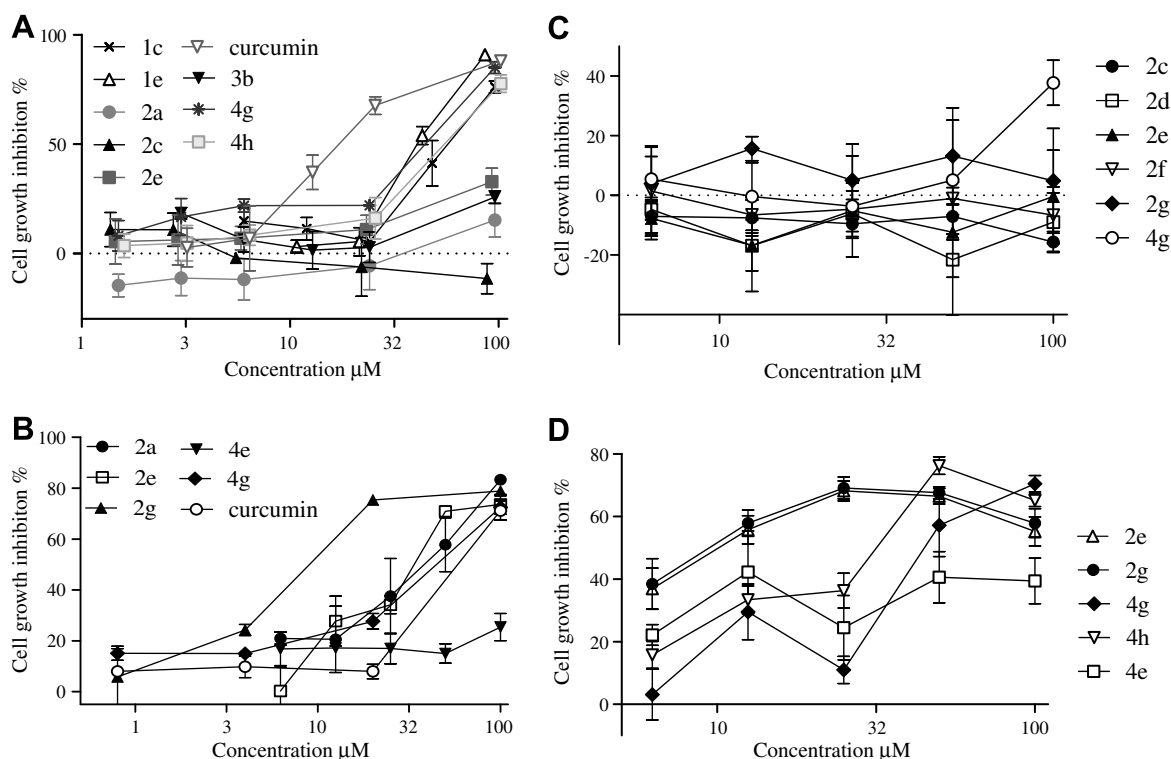 A
Cell growth inhibition %
100
50
0
1c
1e
2a
2c
2e
curcumin
3b
4g
4h
1
3
10
32
100
Concentration µM
C
Cell growth inhibiton %
40
20
0
-20
10
32
100
Concentration µM
2c
2d
2e
2f
2g
4g
B
Cell growth inhibiton %
100
80
60
40
20
0
2a
2e
2g
4e
4g
curcumin
1
3
10
32
100
Concentration µM
D
Cell growth inhibiton %
80
60
40
20
0
10
32
100
Concentration µM
2e
2g
4g
4h
4e